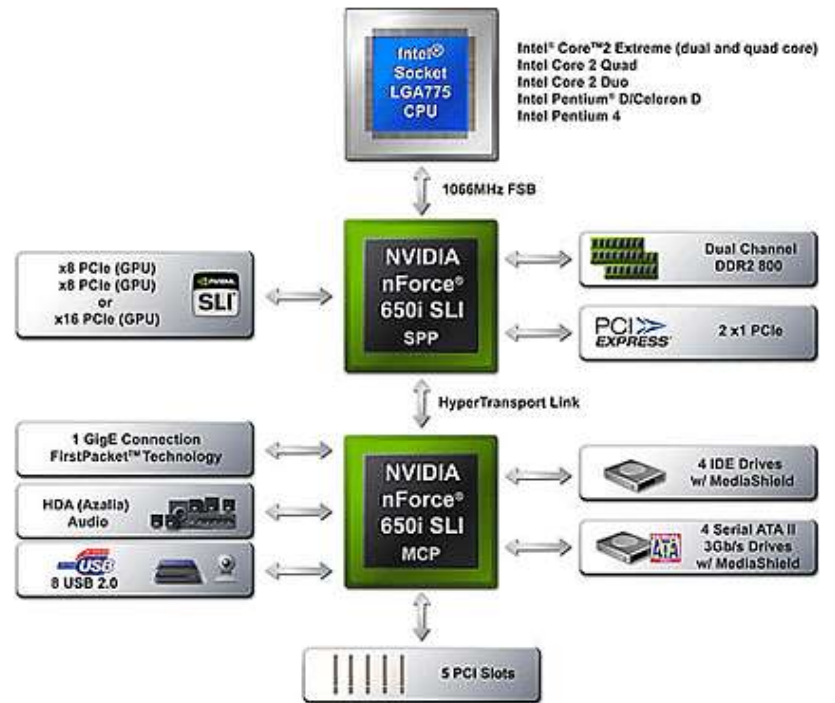 Intel®
Socket
LGA775
CPU
Intel® Core™2 Extreme (dual and quad core)
Intel Core 2 Quad
Intel Core 2 Duo
Intel Pentium® D/Celeron D
Intel Pentium 4
1066MHz FSB
x8 PCIe (GPU)
x8 PCIe (GPU)
or
x16 PCIe (GPU)
NVIDIA
SLI
NVIDIA
nForce®
650i SLI
SPP
Dual Channel
DDR2 800
PCI
EXPRESS
2 x1 PCIe
HyperTransport Link
1 GigE Connection
FirstPacket™ Technology
HDA (Azalia)
Audio
USB
8 USB 2.0
NVIDIA
nForce®
650i SLI
MCP
4 IDE Drives
w/ MediaShield
ATA
4 Serial ATA II
3Gb/s Drives
w/ MediaShield
5 PCI Slots